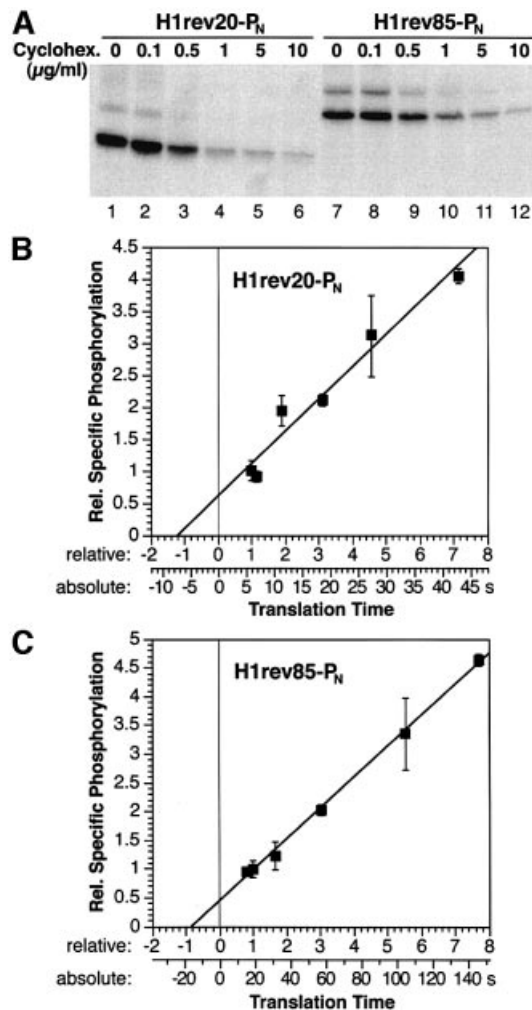 A H1rev20-PN H1rev85-PN
Cyclohex. 0 0.1 0.5 1 5 10 0 0.1 0.5 1 5 10
(µg/ml)
1 2 3 4 5 6 7 8 9 10 11 12
B
H1rev20-PN
Rel. Specific Phosphorylation
4.5
4
3.5
3
2.5
2
1.5
1
0.5
0
relative: -2 -1 0 1 2 3 4 5 6 7 8
absolute: -10 -5 0 5 10 15 20 25 30 35 40 45 s
Translation Time
C
H1rev85-PN
Rel. Specific Phosphorylation
5
4.5
4
3.5
3
2.5
2
1.5
1
0.5
0
relative: -2 -1 0 1 2 3 4 5 6 7 8
absolute: -20 0 20 40 60 80 100 120 140 s
Translation Time